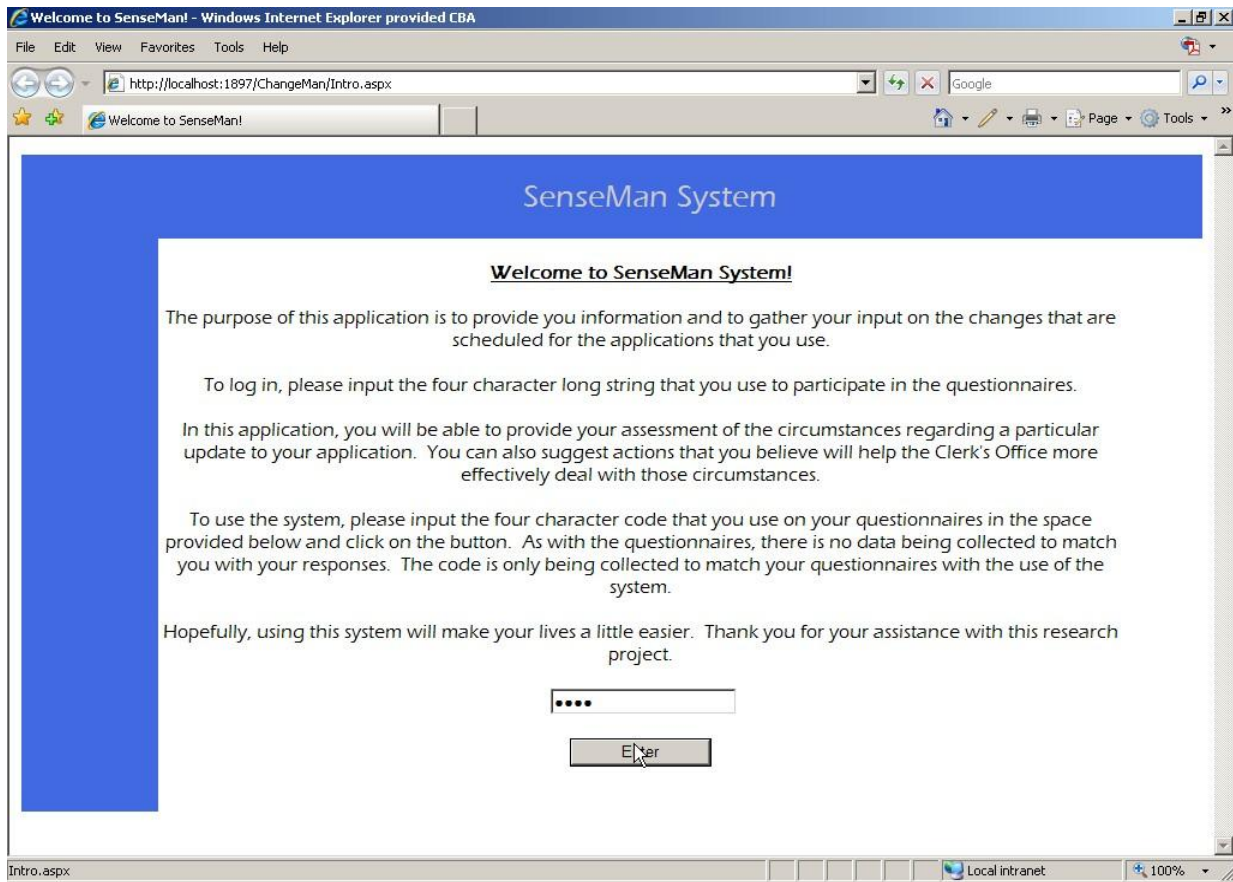 Welcome to SenseMan! - Windows Internet Explorer provided CBA
File Edit View Favorites Tools Help
http://localhost:1897/ChangeMan/Intro.aspx
Google
Welcome to SenseMan!
Page Tools »
SenseMan System
Welcome to SenseMan System!
The purpose of this application is to provide you information and to gather your input on the changes that are
scheduled for the applications that you use.
To log in, please input the four character long string that you use to participate in the questionnaires.
In this application, you will be able to provide your assessment of the circumstances regarding a particular
update to your application. You can also suggest actions that you believe will help the Clerk's Office more
effectively deal with those circumstances.
To use the system, please input the four character code that you use on your questionnaires in the space
provided below and click on the button. As with the questionnaires, there is no data being collected to match
you with your responses. The code is only being collected to match your questionnaires with the use of the
system.
Hopefully, using this system will make your lives a little easier. Thank you for your assistance with this research
project.
••••
Enter
Intro.aspx
Local intranet
100%